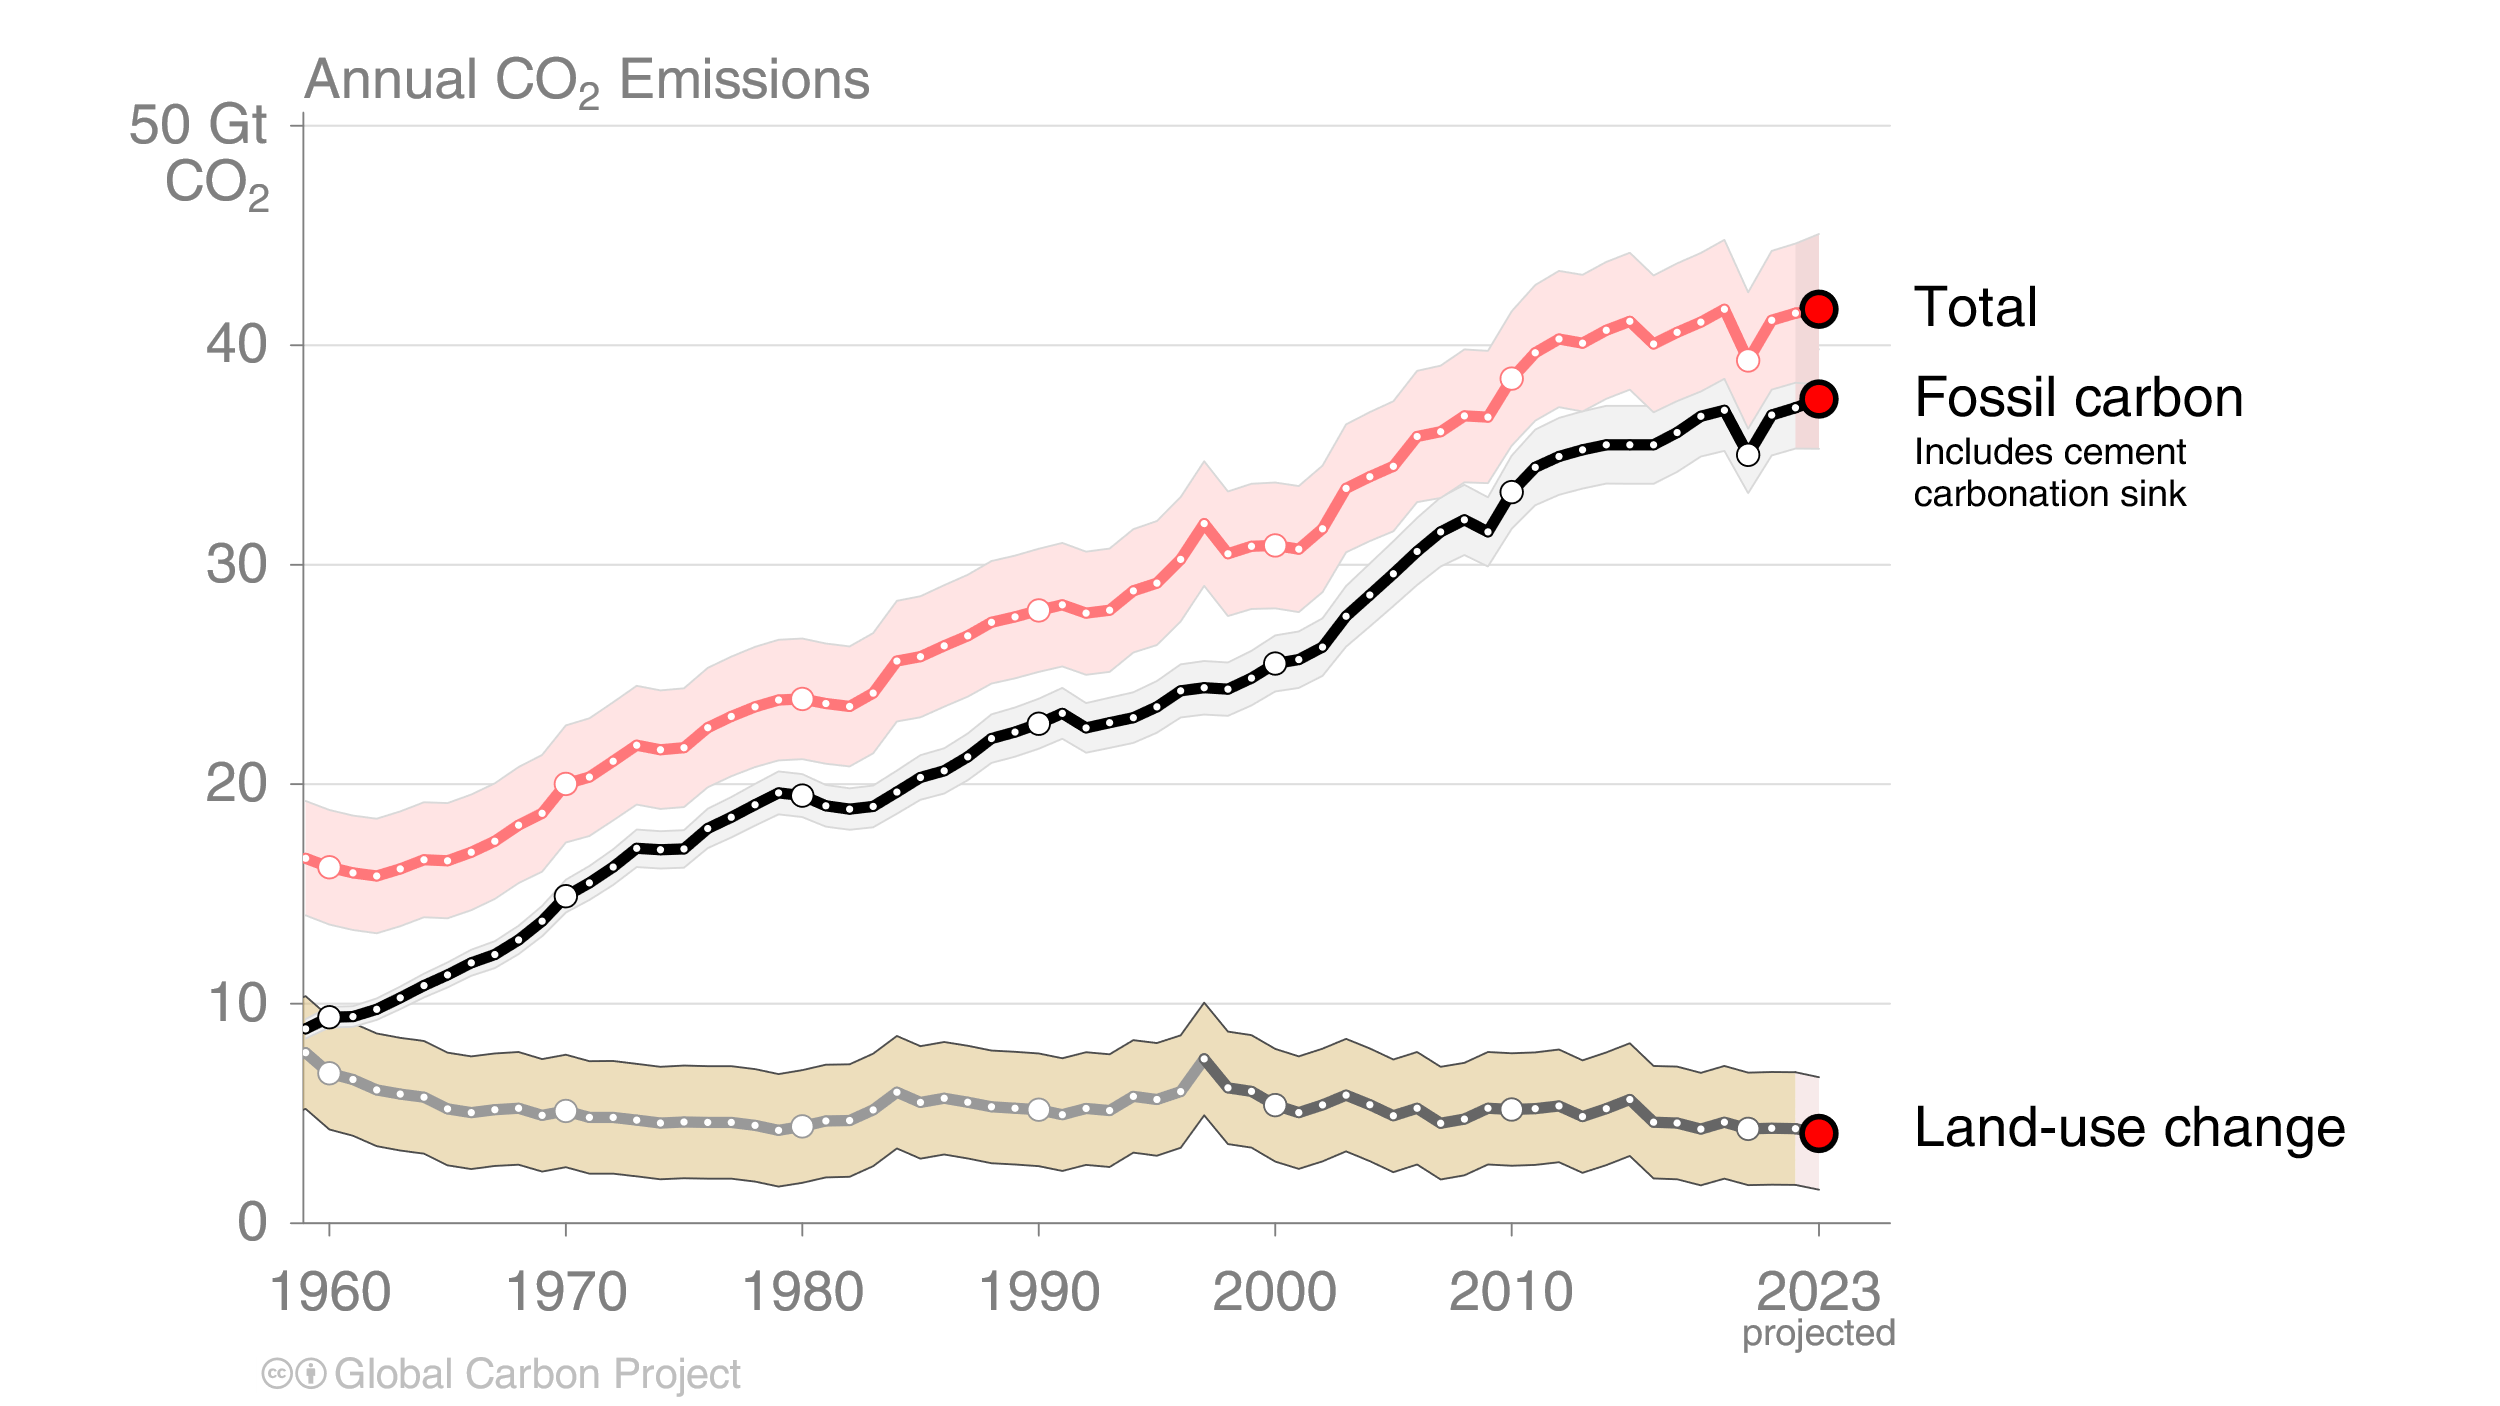 Annual CO₂ Emissions
50 Gt
CO₂
40
30
20
10
0
1960 1970 1980 1990 2000 2010 2023
projected
Total
Fossil carbon
Includes cement
carbonation sink
Land-use change
cc Global Carbon Project